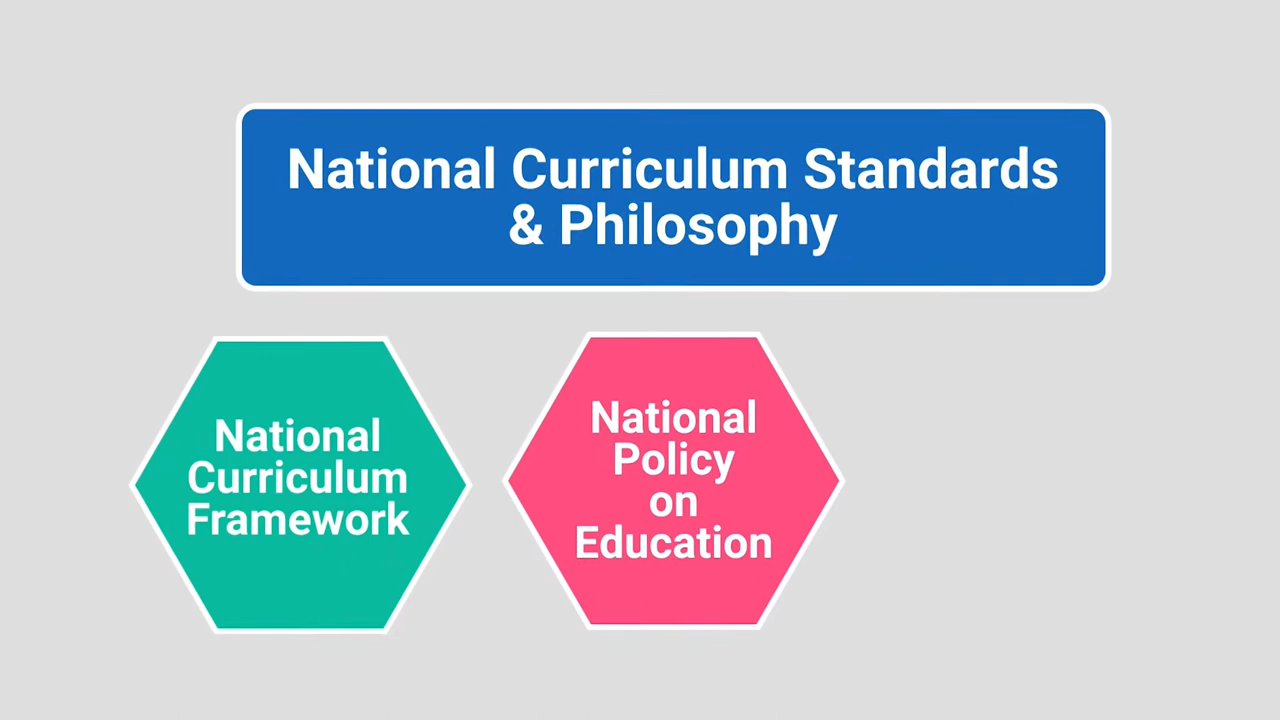 National Curriculum Standards
& Philosophy
National
Curriculum
Framework
National
Policy
on
Education